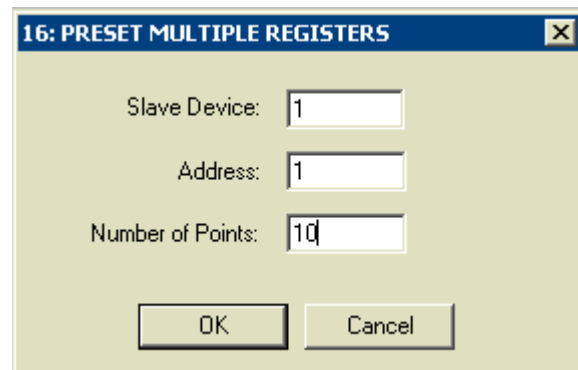 16: PRESET MULTIPLE REGISTERS
Slave Device: 1
Address: 1
Number of Points: 10
OK Cancel